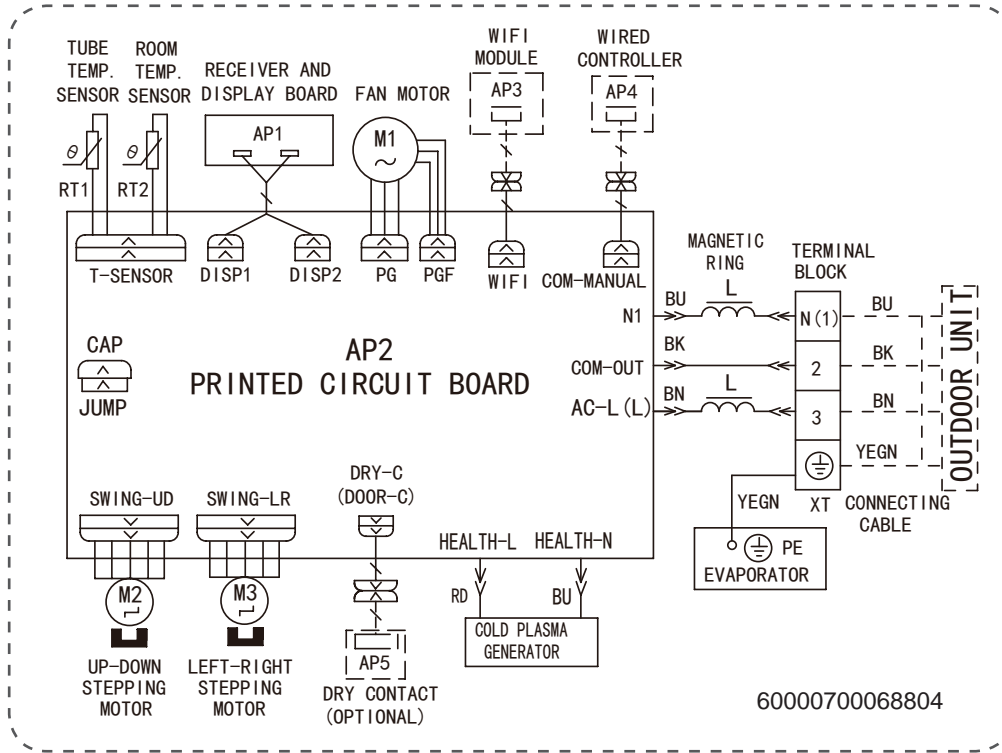 TUBE
TEMP.
SENSOR
ROOM
TEMP.
SENSOR
RECEIVER AND
DISPLAY BOARD
FAN MOTOR
WIFI
MODULE
WIRED
CONTROLLER
AP1
M1
AP3
AP4
θ
θ
RT1
RT2
T-SENSOR
DISP1
DISP2
PG
PGF
WIFI
COM-MANUAL
MAGNETIC
RING
TERMINAL
BLOCK
N1
BU
L
N(1)
BU
CAP
JUMP
AP2
PRINTED CIRCUIT BOARD
COM-OUT
BK
2
BK
AC-L(L)
BN
L
3
BN
YEGN
OUTDOOR UNIT
YEGN
XT
CONNECTING
CABLE
PE
EVAPORATOR
SWING-UD
SWING-LR
DRY-C
(DOOR-C)
HEALTH-L
HEALTH-N
M2
M3
RD
BU
UP-DOWN
STEPPING
MOTOR
LEFT-RIGHT
STEPPING
MOTOR
AP5
DRY CONTACT
(OPTIONAL)
COLD PLASMA
GENERATOR
60000700068804